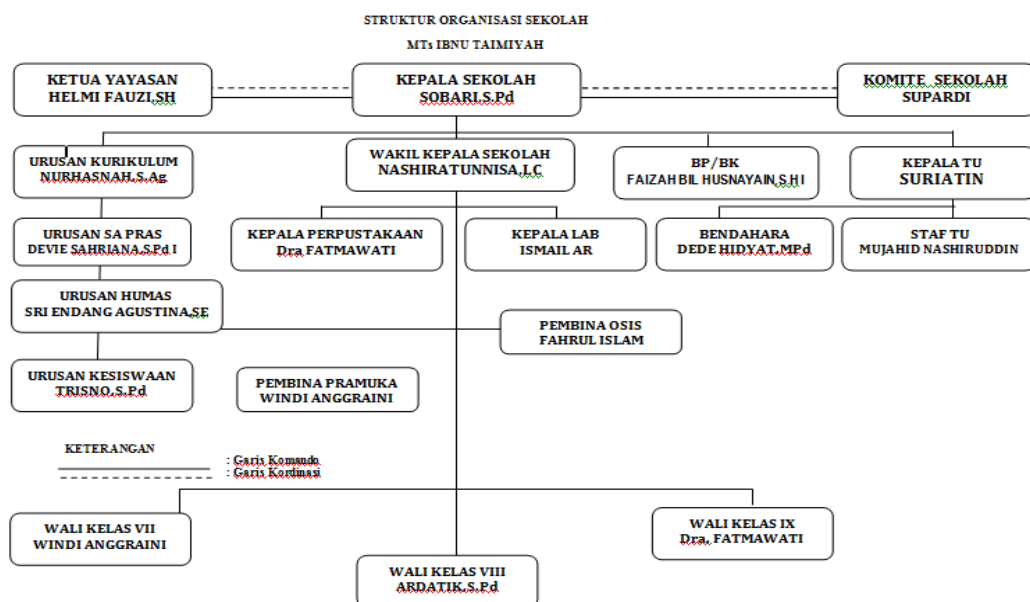 STRUKTUR ORGANISASI SEKOLAH
MTs IBNU TAIMIYAH
KETUA YAYASAN
HELMI FAUZI,SH
KEPALA SEKOLAH
SOBARI,S.Pd
KOMITE SEKOLAH
SUPARDI
URUSAN KURIKULUM
NURHASNAH,S.Ag
WAKIL KEPALA SEKOLAH
NASHIRATUNNISA,LC
BP/BK
FAIZAH BIL HUSNAYAIN,S.HI
KEPALA TU
SURIATIN
URUSAN SA PRAS
DEVIE SAHRIANA,S.Pd I
KEPALA PERPUSTAKAAN
Dra FATMAWATI
KEPALA LAB
ISMAIL AR
BENDAHARA
DEDE HIDYAT,MPd
STAF TU
MUJAHID NASHIRUDDIN
URUSAN HUMAS
SRI ENDANG AGUSTINA,SE
PEMBINA OSIS
FAHRUL ISLAM
URUSAN KESISWAAN
TRISNO,S.Pd
PEMBINA PRAMUKA
WINDI ANGGRAINI
KETERANGAN
: Garis Komando
: Garis Kordinasi
WALI KELAS VII
WINDI ANGGRAINI
WALI KELAS IX
Dra, FATMAWATI
WALI KELAS VIII
ARDATIK,S.Pd